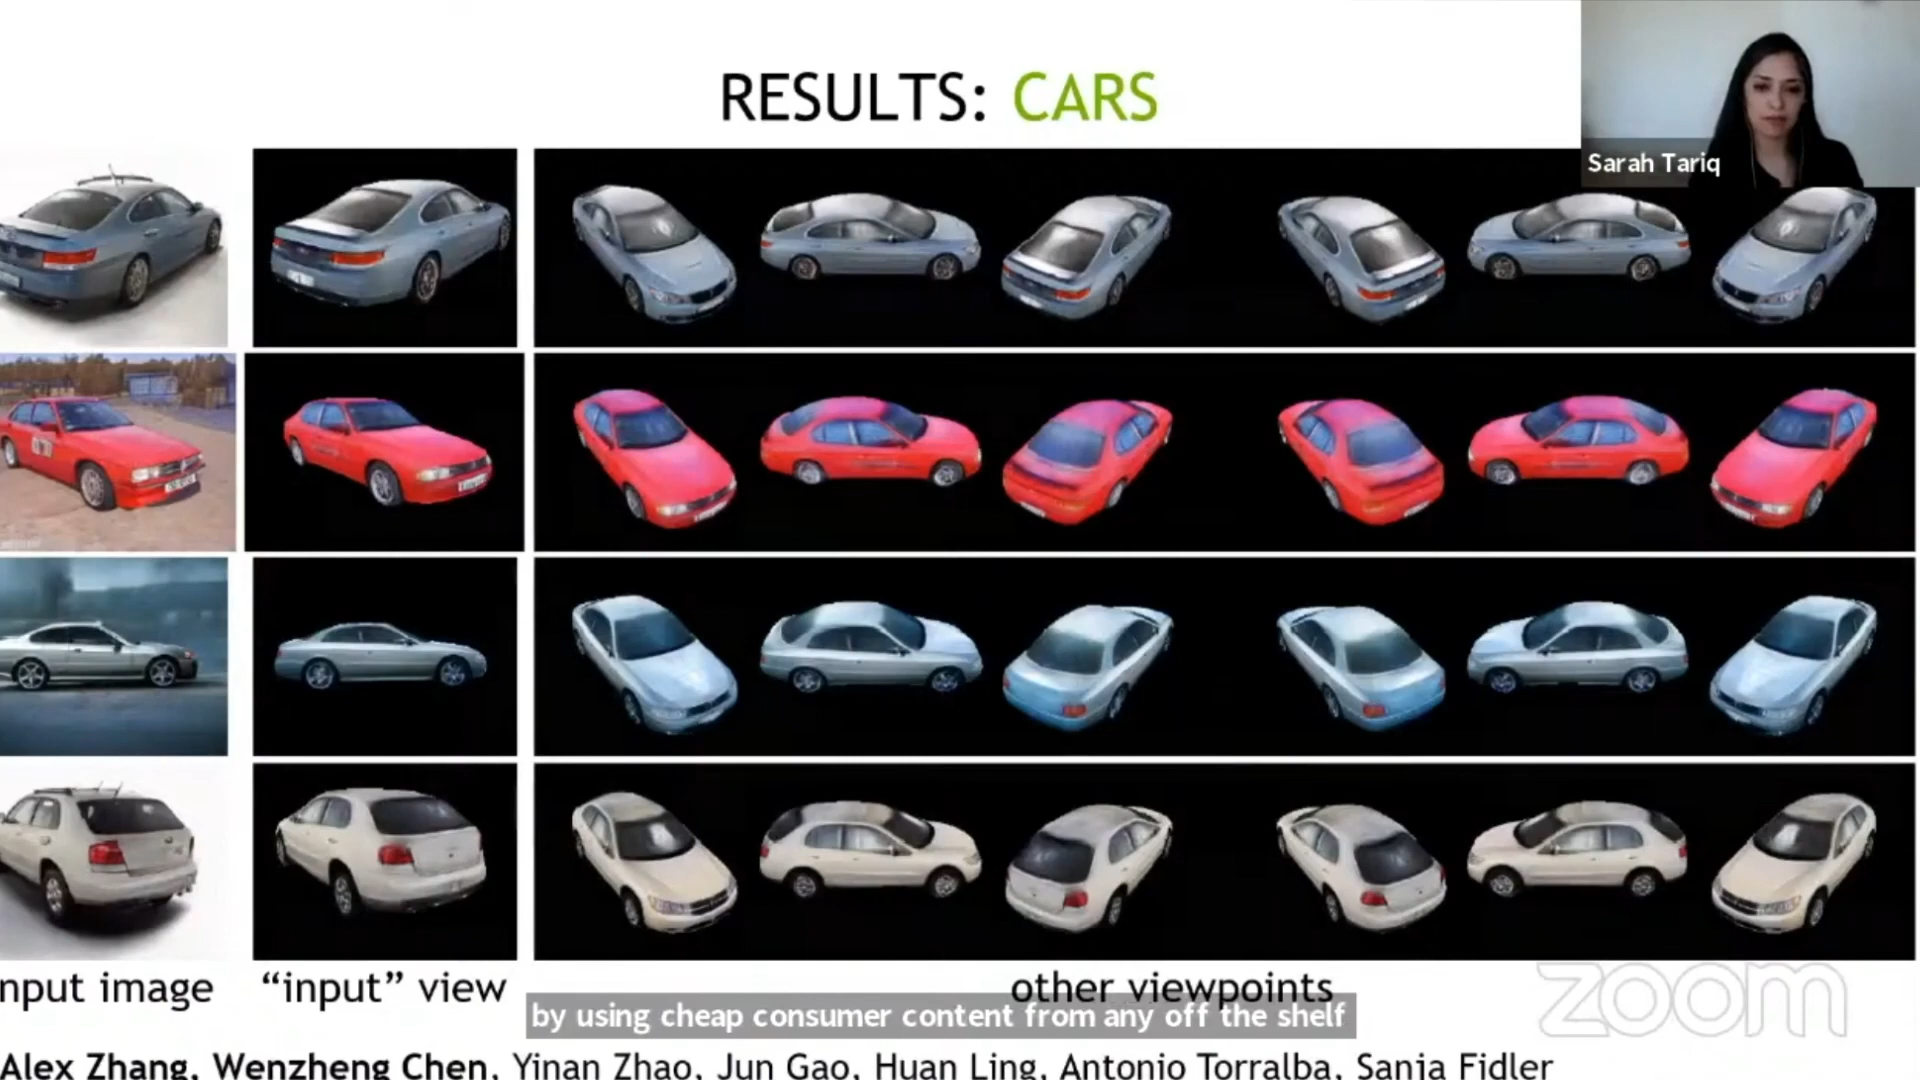 RESULTS: CARS
Sarah Tariq
nput image
“input” view
other viewpoints
by using cheap consumer content from any off the shelf
zoom
Alex Zhang, Wenzheng Chen, Yinan Zhao, Jun Gao, Huan Ling, Antonio Torralba, Sanja Fidler